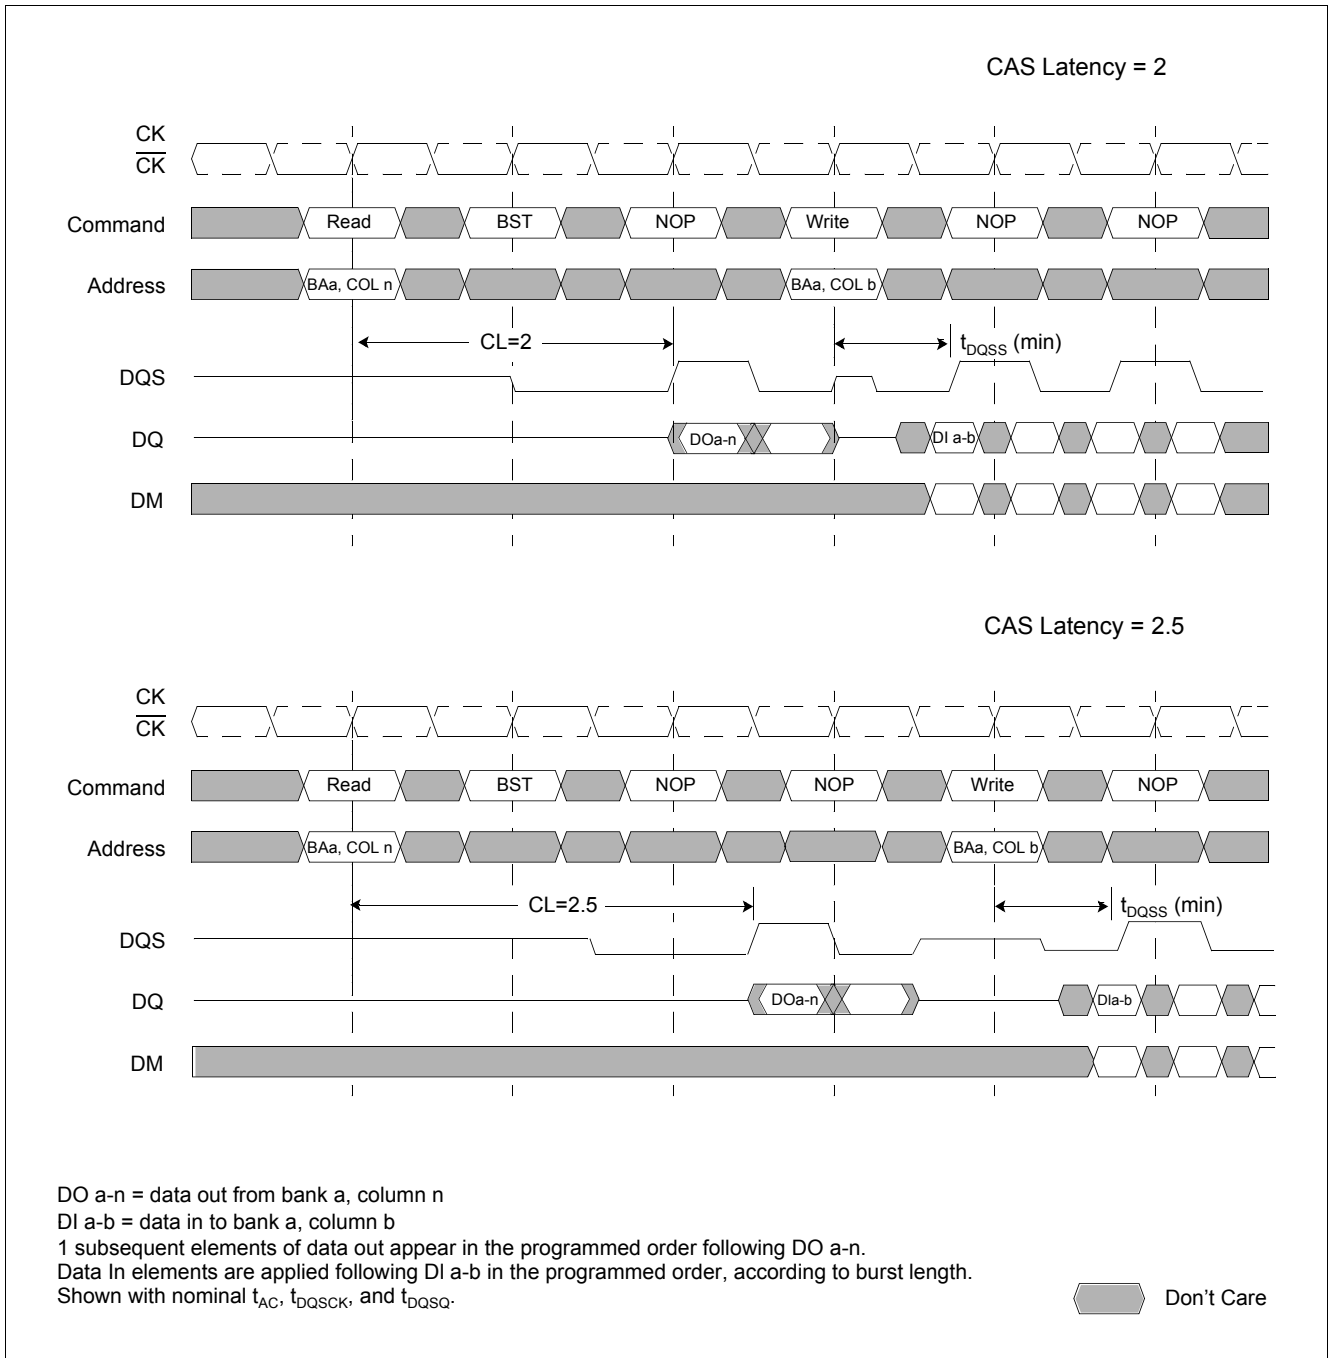 CAS Latency = 2
CK
CK
Command Read BST NOP Write NOP NOP
Address BAa, COL n BAa, COL b
CL=2 tDQSS (min)
DQS
DQ DOa-n DI a-b
DM
CAS Latency = 2.5
CK
CK
Command Read BST NOP NOP Write NOP
Address BAa, COL n BAa, COL b
CL=2.5 tDQSS (min)
DQS
DQ DOa-n DIa-b
DM
DO a-n = data out from bank a, column n
DI a-b = data in to bank a, column b
1 subsequent elements of data out appear in the programmed order following DO a-n.
Data In elements are applied following DI a-b in the programmed order, according to burst length.
Shown with nominal tAC, tDQSCK, and tDQSQ.
Don't Care